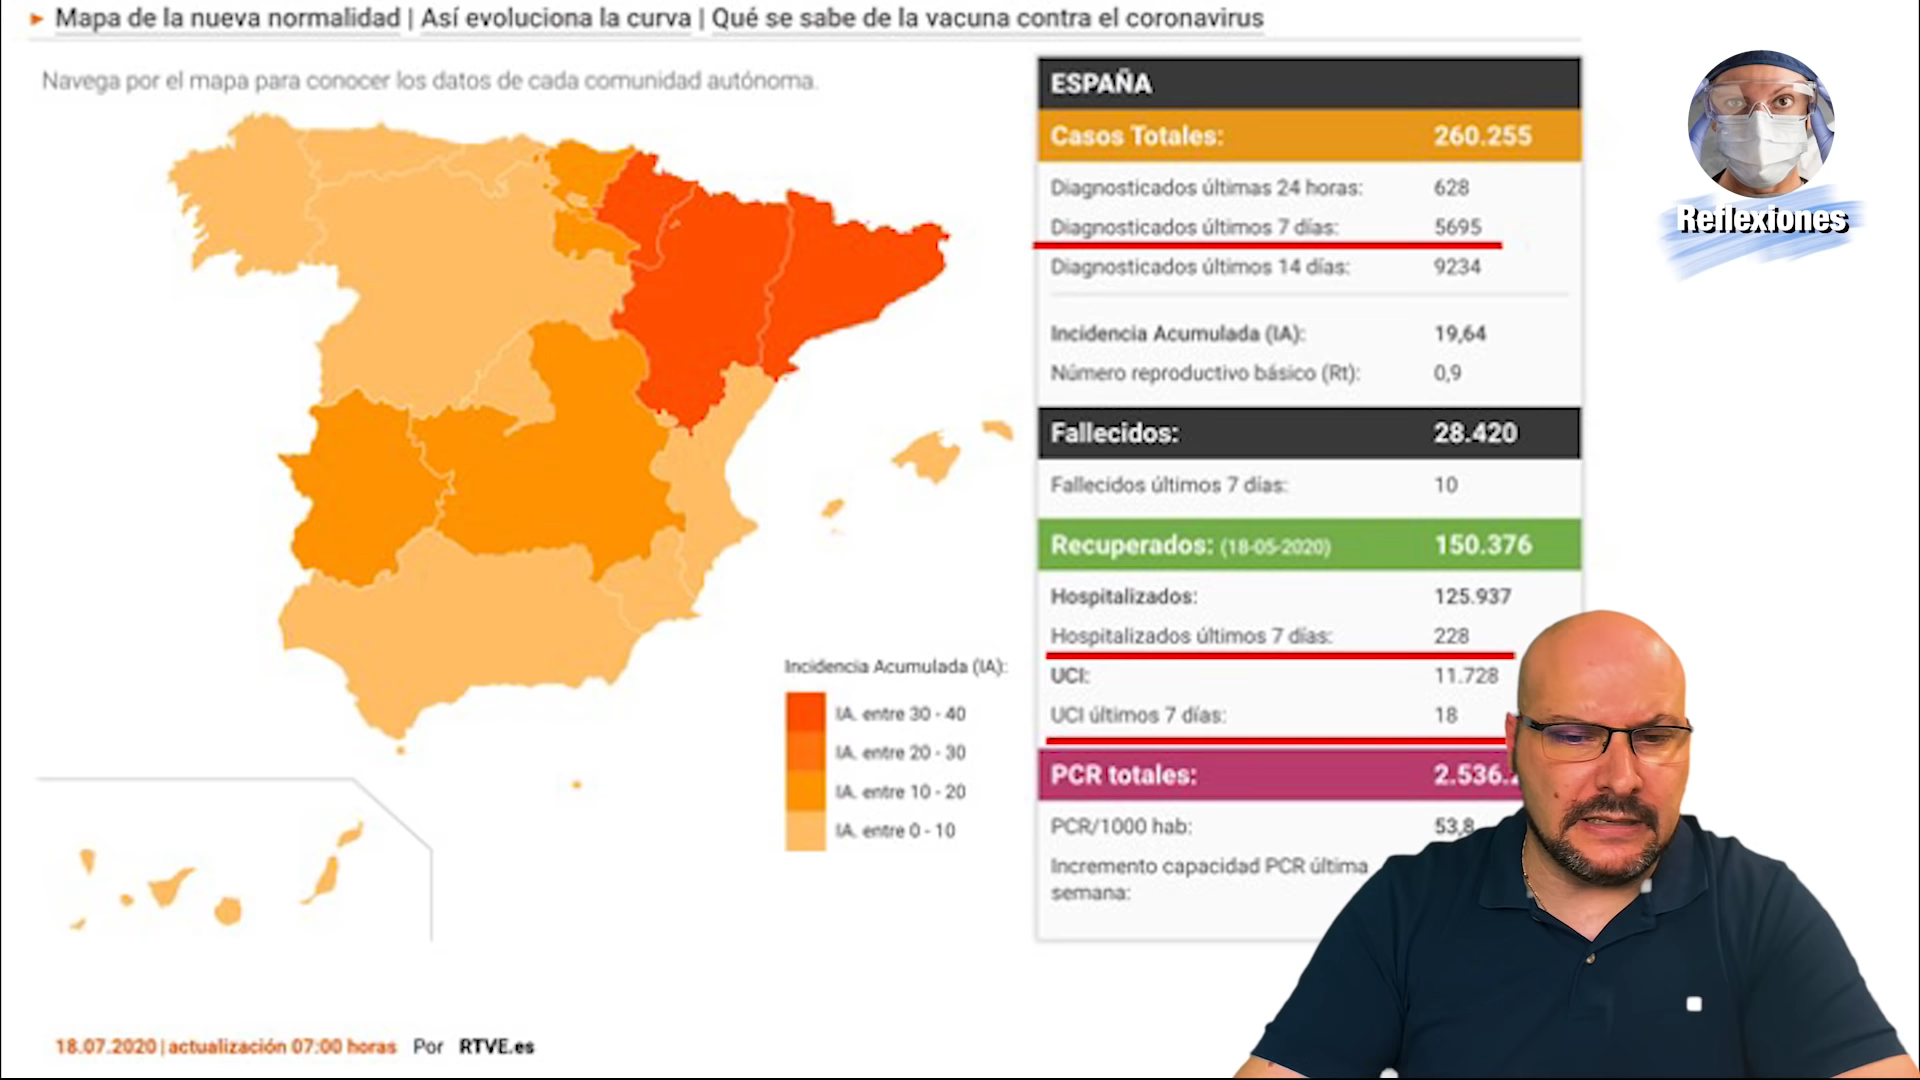 Mapa de la nueva normalidad | Así evoluciona la curva | Qué se sabe de la vacuna contra el coronavirus
Navega por el mapa para conocer los datos de cada comunidad autónoma.
Reflexiones
ESPAÑA
Casos Totales: 260.255
Diagnosticados últimas 24 horas: 628
Diagnosticados últimos 7 días: 5695
Diagnosticados últimos 14 días: 9234
Incidencia Acumulada (IA): 19,64
Número reproductivo básico (Rt): 0,9
Fallecidos: 28.420
Fallecidos últimos 7 días: 10
Recuperados: (18-05-2020) 150.376
Hospitalizados: 125.937
Hospitalizados últimos 7 días: 228
UCI: 11.728
UCI últimos 7 días: 18
PCR totales: 2.536.
PCR/1000 hab: 53,8
Incremento capacidad PCR última
semana:
Incidencia Acumulada (IA):
IA. entre 30 - 40
IA. entre 20 - 30
IA. entre 10 - 20
IA. entre 0 - 10
18.07.2020 | actualización 07:00 horas Por RTVE.es